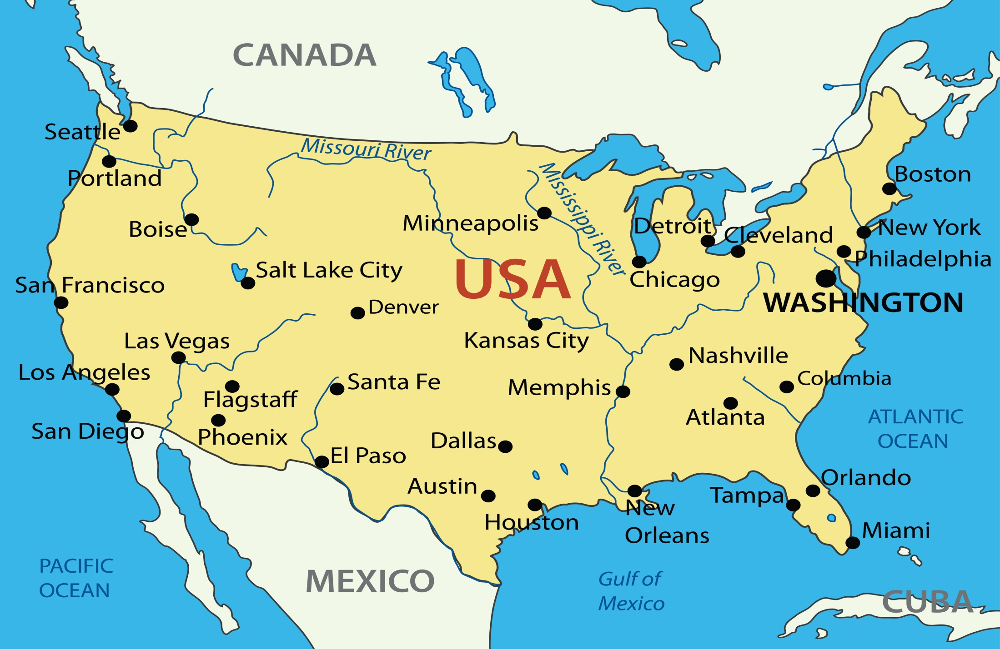 CANADA
Seattle
Missouri River
Portland
Mississippi River
Boston
Boise
Minneapolis
Detroit
Cleveland
New York
Philadelphia
Salt Lake City
USA
Chicago
San Francisco
Denver
WASHINGTON
Las Vegas
Kansas City
Nashville
Los Angeles
Santa Fe
Memphis
Columbia
Flagstaff
Atlanta
ATLANTIC
OCEAN
San Diego
Phoenix
Dallas
El Paso
Austin
Orlando
Tampa
New
Orleans
Houston
Miami
PACIFIC
OCEAN
MEXICO
Gulf of
Mexico
CUBA